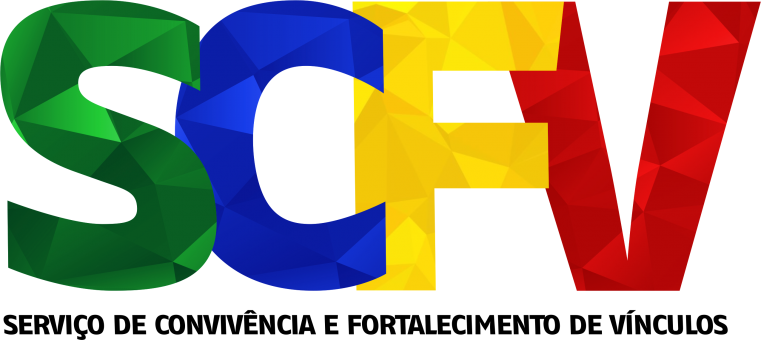 SCFV
SERVIÇO DE CONVIVÊNCIA E FORTALECIMENTO DE VÍNCULOS